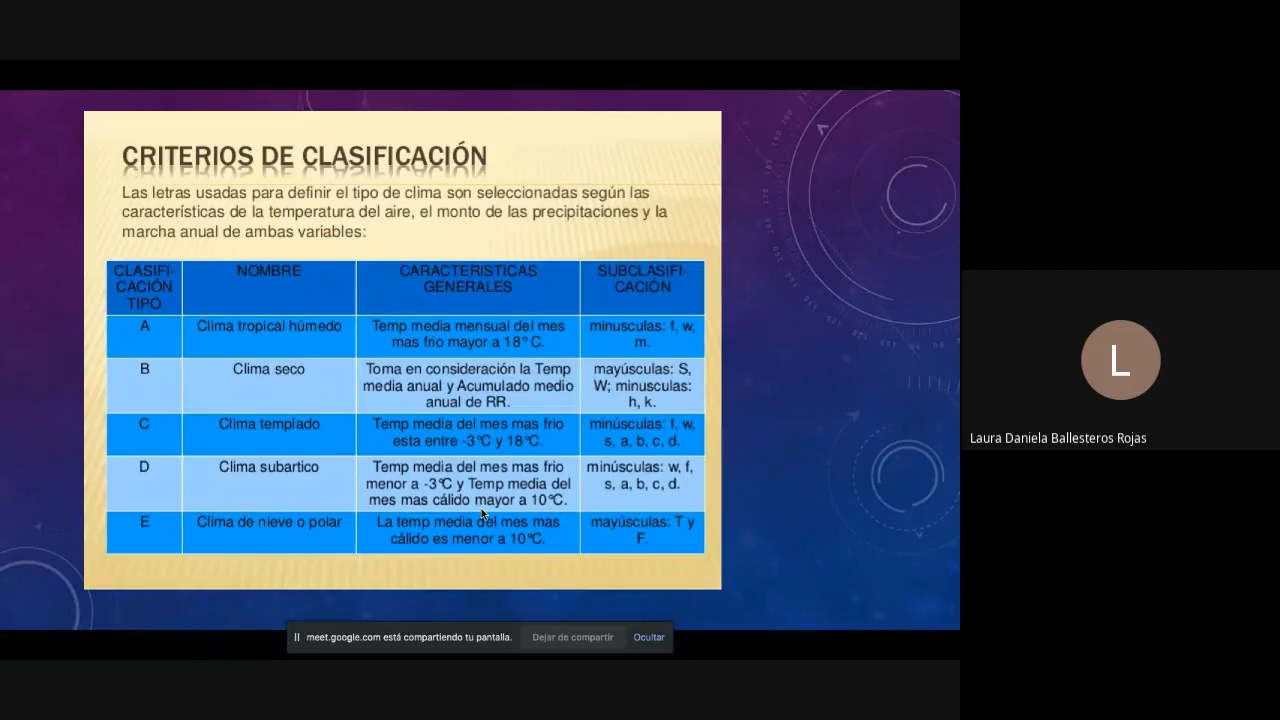 CRITERIOS DE CLASIFICACIÓN
Las letras usadas para definir el tipo de clima son seleccionadas según las
características de la temperatura del aire, el monto de las precipitaciones y la
marcha anual de ambas variables:
CLASIFI-
CACIÓN
TIPO
NOMBRE
CARACTERISTICAS
GENERALES
SUBCLASIFI-
CACIÓN
A
Clima tropical húmedo
Temp media mensual del mes
mas frio mayor a 18° C.
minusculas: f, w,
m.
B
Clima seco
Toma en consideración la Temp
media anual y Acumulado medio
anual de RR.
mayúsculas: S,
W; minusculas:
h, k.
C
Clima templado
Temp media del mes mas frio
esta entre -3°C y 18°C.
minúsculas: f, w,
s, a, b, c, d.
D
Clima subartico
Temp media del mes mas frio
menor a -3°C y Temp media del
mes mas cálido mayor a 10°C.
minúsculas: w, f,
s, a, b, c, d.
E
Clima de nieve o polar
La temp media del mes mas
cálido es menor a 10°C.
mayúsculas: T y
F.
meet.google.com está compartiendo tu pantalla.
Dejar de compartir
Ocultar
L
Laura Daniela Ballesteros Rojas